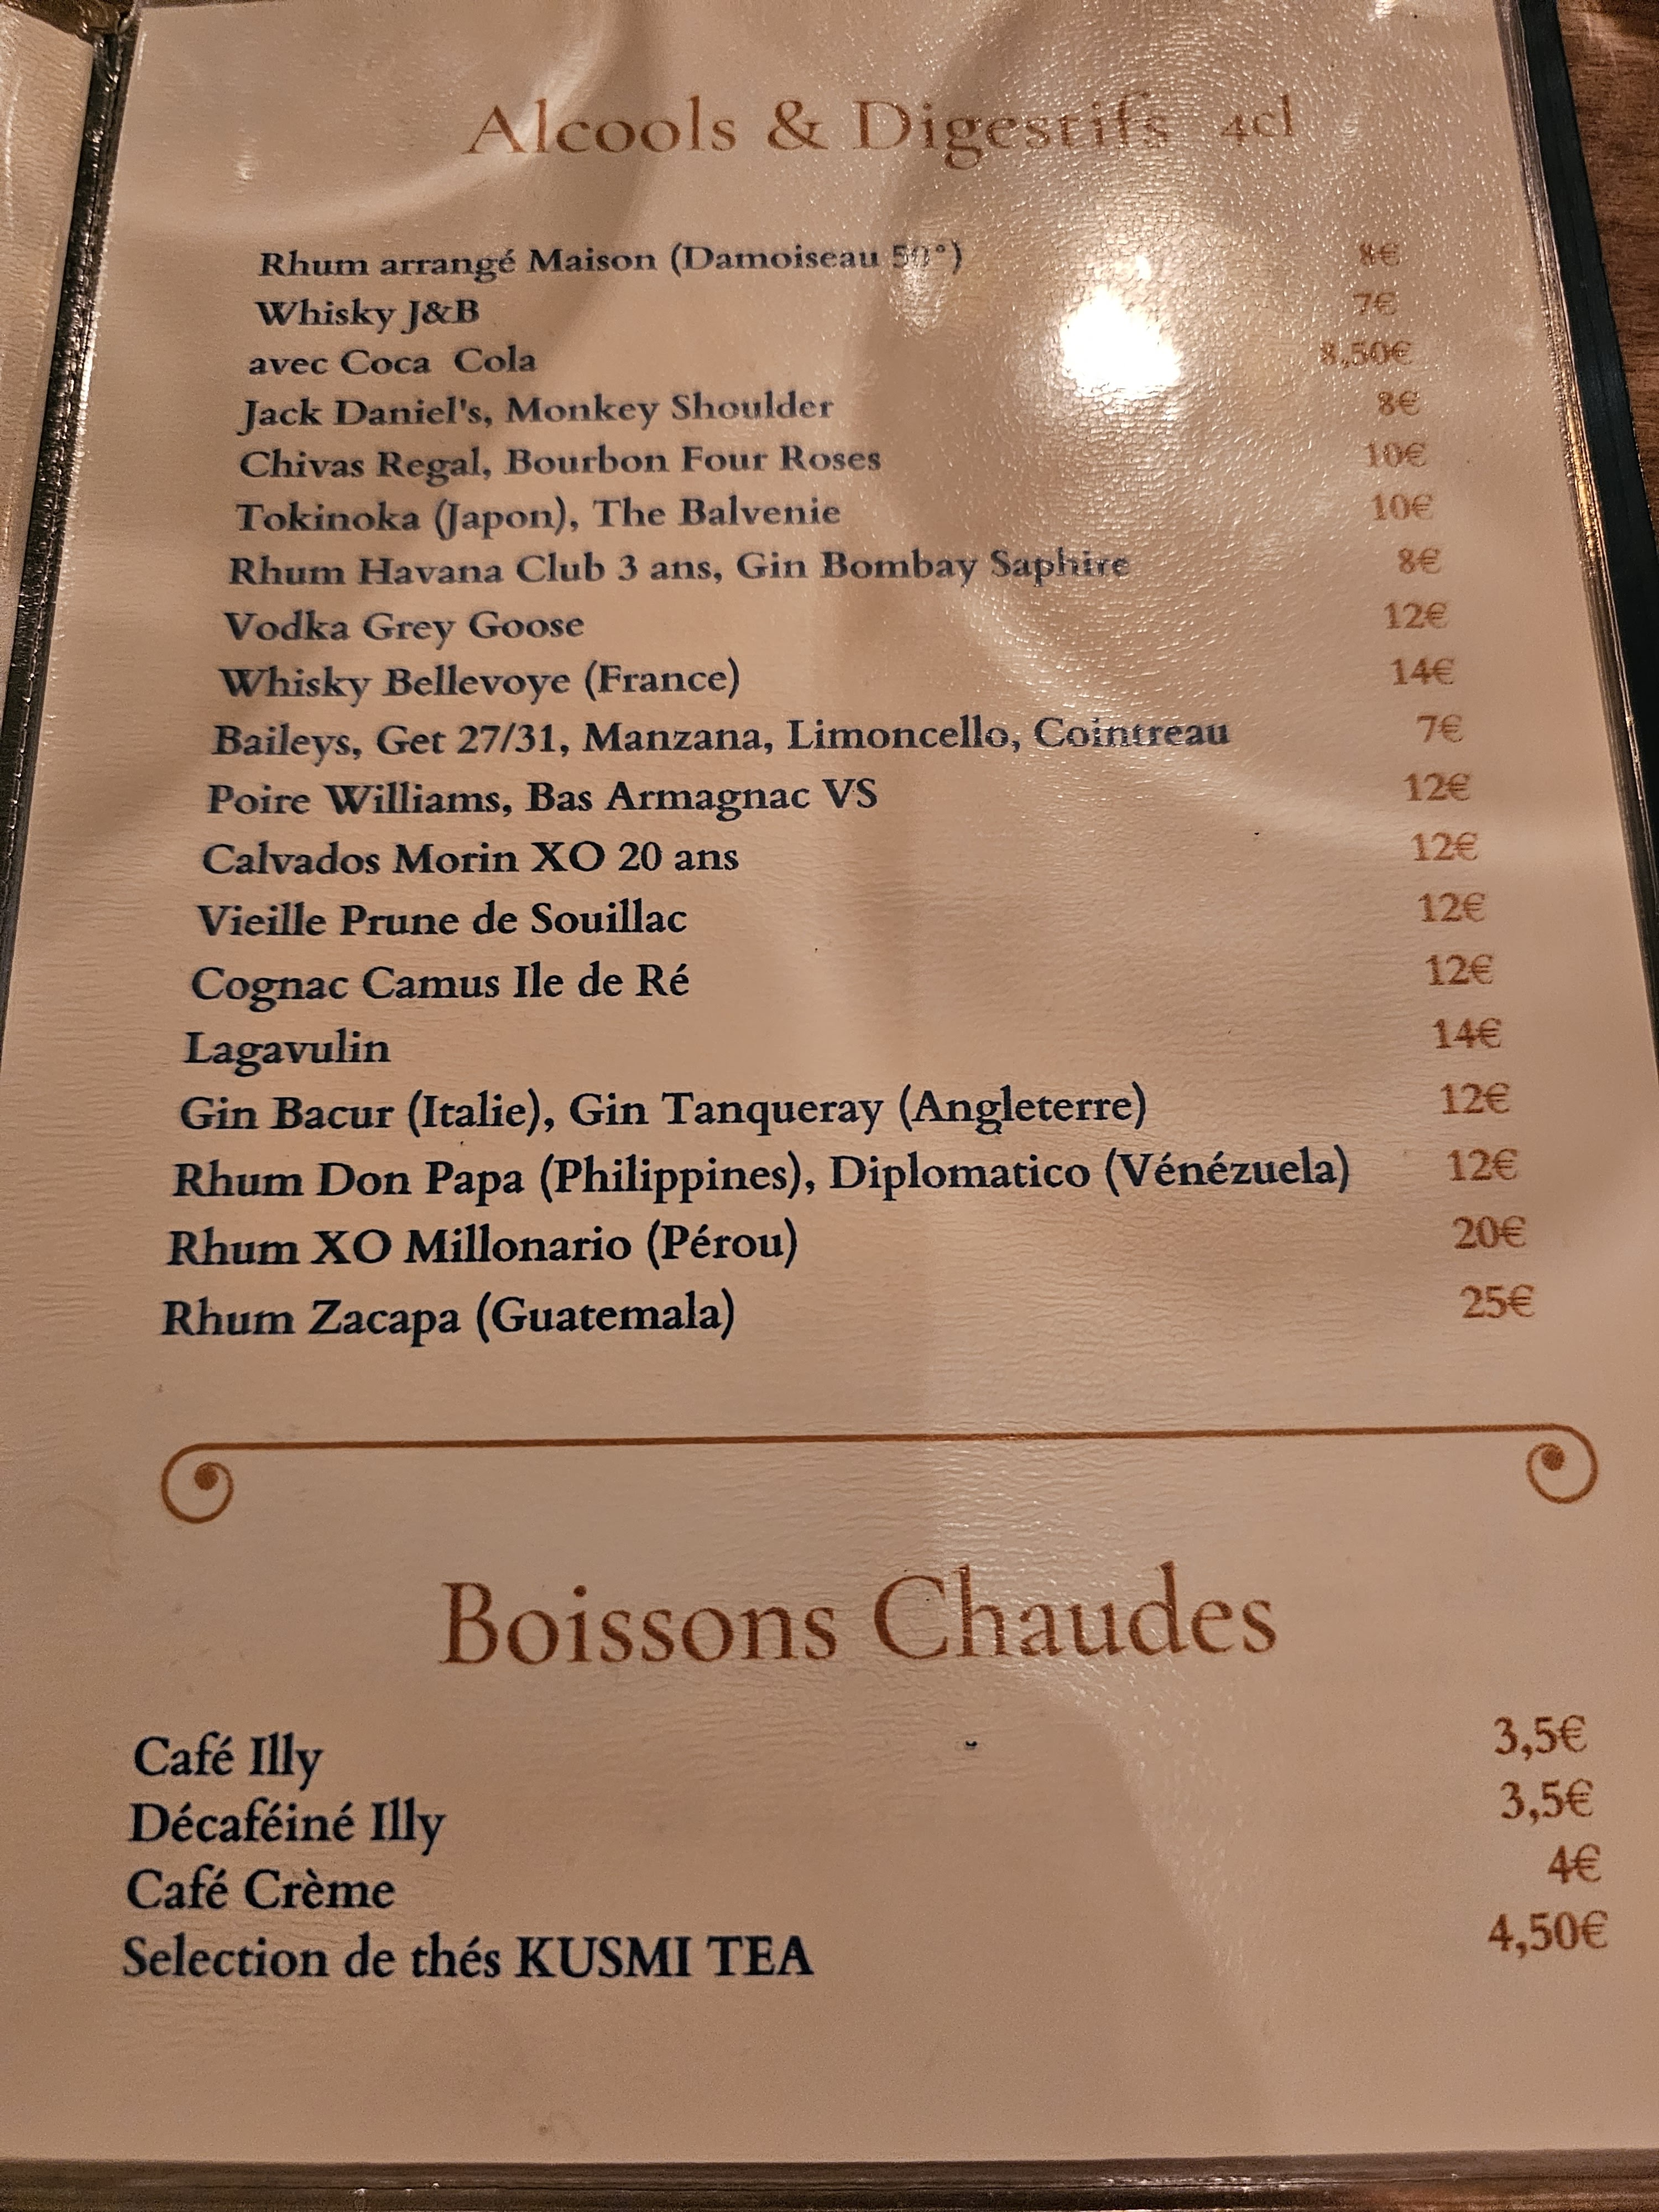 Alcools & Digestifs 4cl
Rhum arrangé Maison (Damoiseau 50°) 8€
Whisky J&B 7€
avec Coca Cola 8,50€
Jack Daniel's, Monkey Shoulder 8€
Chivas Regal, Bourbon Four Roses 10€
Tokinoka (Japon), The Balvenie 10€
Rhum Havana Club 3 ans, Gin Bombay Saphire 8€
Vodka Grey Goose 12€
Whisky Bellevoye (France) 14€
Baileys, Get 27/31, Manzana, Limoncello, Cointreau 7€
Poire Williams, Bas Armagnac VS 12€
Calvados Morin XO 20 ans 12€
Vieille Prune de Souillac 12€
Cognac Camus Ile de Ré 12€
Lagavulin 14€
Gin Bacur (Italie), Gin Tanqueray (Angleterre) 12€
Rhum Don Papa (Philippines), Diplomatico (Vénézuela) 12€
Rhum XO Millonario (Pérou) 20€
Rhum Zacapa (Guatemala) 25€
Boissons Chaudes
Café Illy 3,5€
Décaféiné Illy 3,5€
Café Crème 4€
Selection de thés KUSMI TEA 4,50€